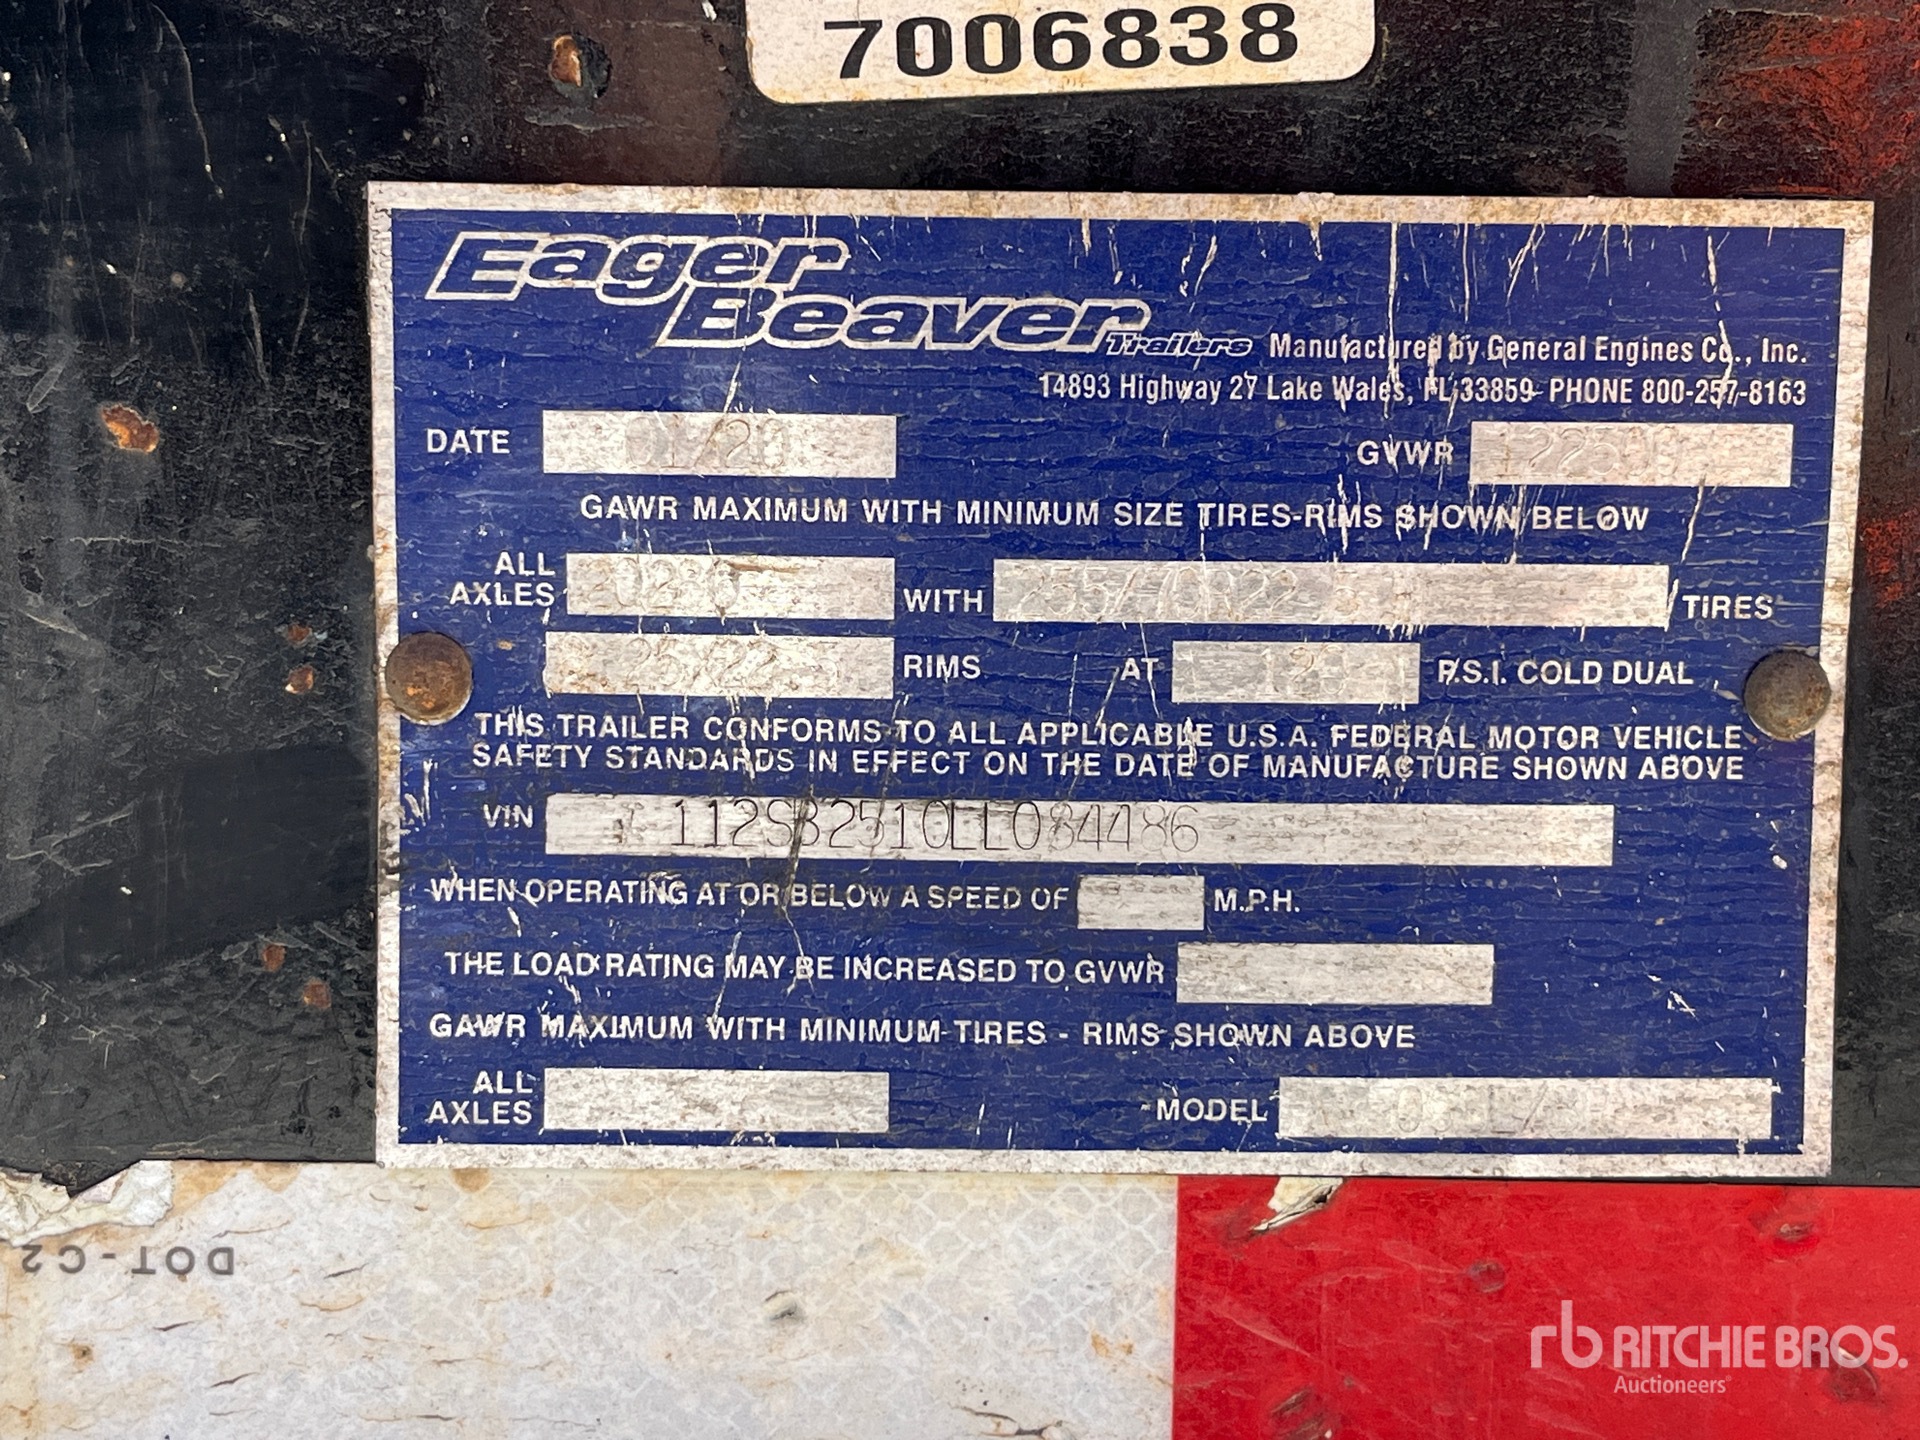 7006838
Eager
Beaver
Trailers Manufactured by General Engines Co., Inc.
14893 Highway 27 Lake Wales, FL 33859 PHONE 800-257-8163
DATE 01/20 GVWR
GAWR MAXIMUM WITH MINIMUM SIZE TIRES-RIMS SHOWN BELOW
ALL AXLES WITH TIRES
RIMS AT P.S.I. COLD DUAL
THIS TRAILER CONFORMS TO ALL APPLICABLE U.S.A. FEDERAL MOTOR VEHICLE
SAFETY STANDARDS IN EFFECT ON THE DATE OF MANUFACTURE SHOWN ABOVE
VIN 112SB2510LL084486
WHEN OPERATING AT OR BELOW A SPEED OF M.P.H.
THE LOAD RATING MAY BE INCREASED TO GVWR
GAWR MAXIMUM WITH MINIMUM TIRES - RIMS SHOWN ABOVE
ALL AXLES MODEL
DOT-C2
rb RITCHIE BROS.
Auctioneers